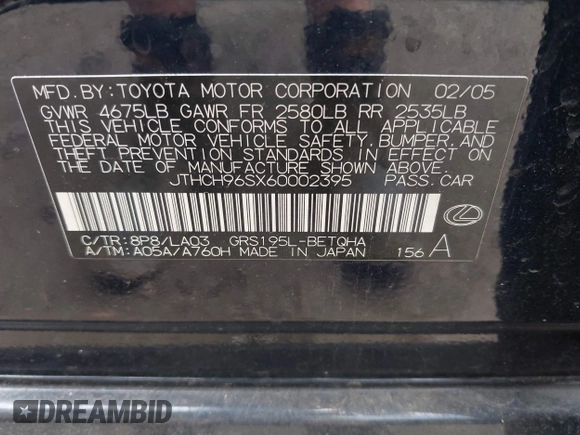 MFD.BY:TOYOTA MOTOR CORPORATION 02/05
GVWR 4675LB GAWR FR 2580LB RR 2535LB
THIS VEHICLE CONFORMS TO ALL APPLICABLE
FEDERAL MOTOR VEHICLE SAFETY,BUMPER,AND
THEFT PREVENTION STANDARDS IN EFFECT ON
THE DATE OF MANUFACTURE SHOWN ABOVE.
JTHCH96SX60002395 PASS.CAR
C/TR:8P8/LA03 GRS195L-BETQHA
A/TM:A05A/A760H MADE IN JAPAN 156 A
DREAMBID